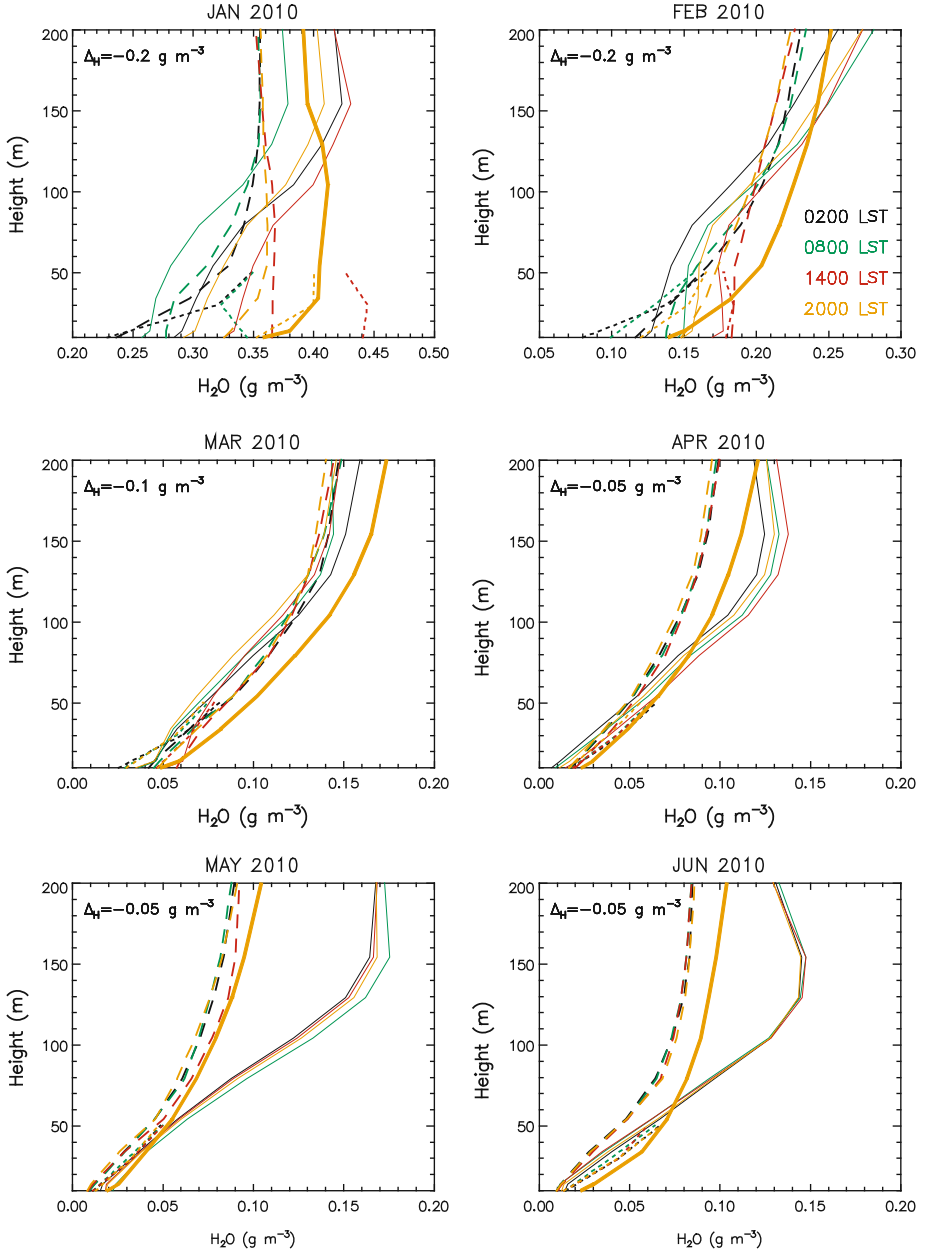 JAN 2010
ΔH=−0.2 g m−3
200
150
100
50
Height (m)
0.20 0.30 0.40 0.45 0.50
H2O (g m−3)
FEB 2010
ΔH=−0.2 g m−3
0200 LST
0800 LST
1400 LST
2000 LST
200
150
100
50
Height (m)
0.05 0.10 0.15 0.20 0.25 0.30
H2O (g m−3)
MAR 2010
ΔH=−0.1 g m−3
200
150
100
50
Height (m)
0.00 0.05 0.10 0.15 0.20
H2O (g m−3)
APR 2010
ΔH=−0.05 g m−3
200
150
100
50
Height (m)
0.00 0.05 0.10 0.15 0.20
H2O (g m−3)
MAY 2010
ΔH=−0.05 g m−3
200
150
100
50
Height (m)
0.00 0.05 0.10 0.15 0.20
H2O (g m−3)
JUN 2010
ΔH=−0.05 g m−3
200
150
100
50
Height (m)
0.00 0.05 0.10 0.15 0.20
H2O (g m−3)